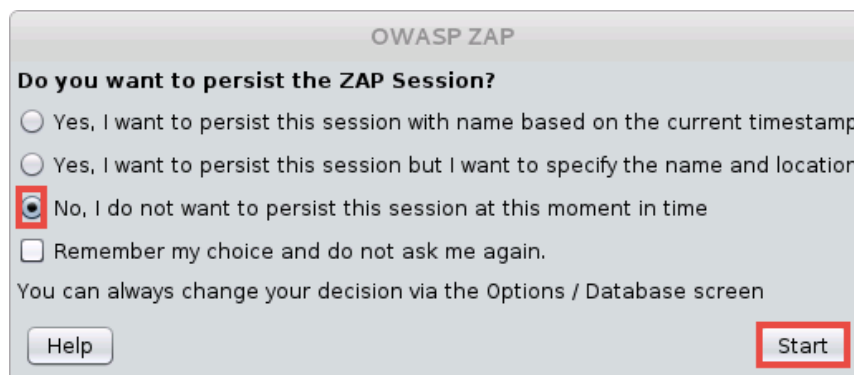 OWASP ZAP
Do you want to persist the ZAP Session?
Yes, I want to persist this session with name based on the current timestamp
Yes, I want to persist this session but I want to specify the name and location
No, I do not want to persist this session at this moment in time
Remember my choice and do not ask me again.
You can always change your decision via the Options / Database screen
Help Start